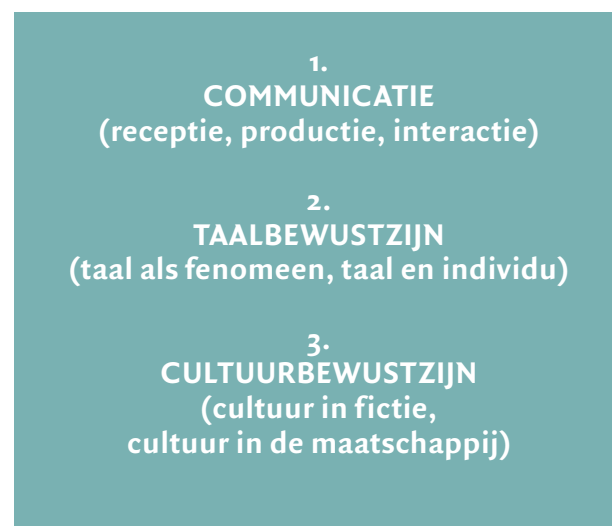 1.
COMMUNICATIE
(receptie, productie, interactie)
2.
TAALBEWUSTZIJN
(taal als fenomeen, taal en individu)
3.
CULTUURBEWUSTZIJN
(cultuur in fictie,
cultuur in de maatschappij)